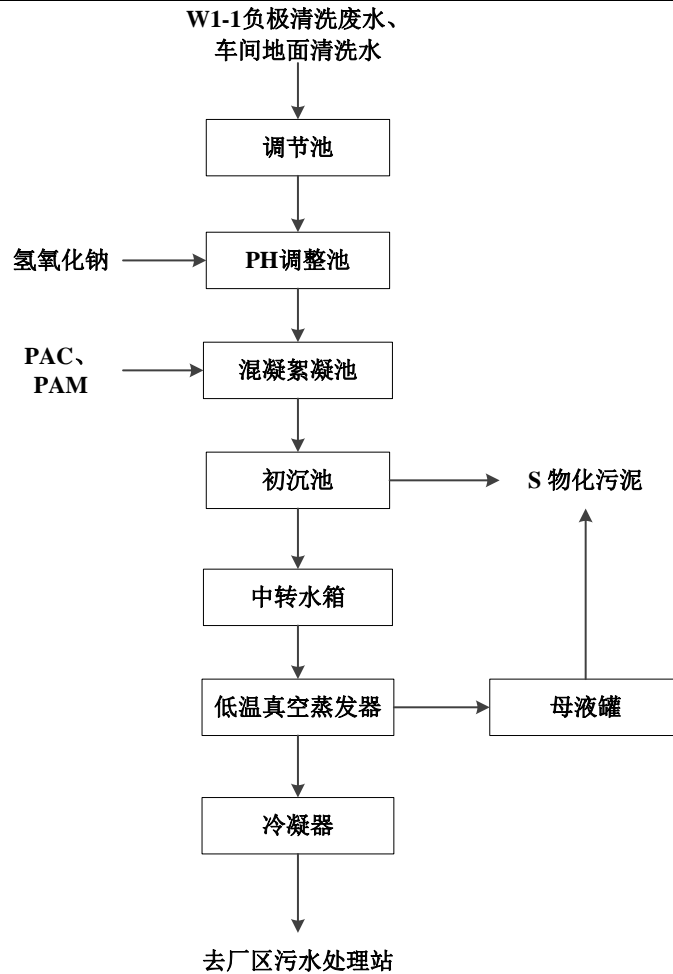 W1-1负极清洗废水、
车间地面清洗水
调节池
氢氧化钠
PH调整池
PAC、
PAM
混凝絮凝池
初沉池
S 物化污泥
中转水箱
低温真空蒸发器
母液罐
冷凝器
去厂区污水处理站